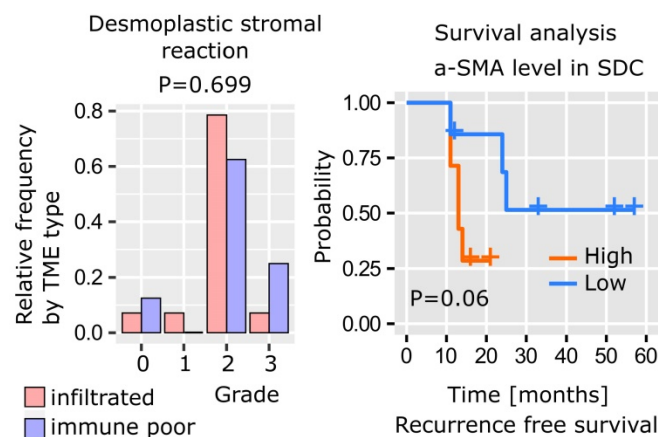 Desmoplastic stromal
reaction
P=0.699
Relative frequency
by TME type
0.8
0.6
0.4
0.2
0.0
0 1 2 3
Grade
infiltrated
immune poor
Survival analysis
a-SMA level in SDC
Probability
1.00
0.75
0.50
0.25
0.00
High
Low
P=0.06
0 10 20 30 40 50 60
Time [months]
Recurrence free survival